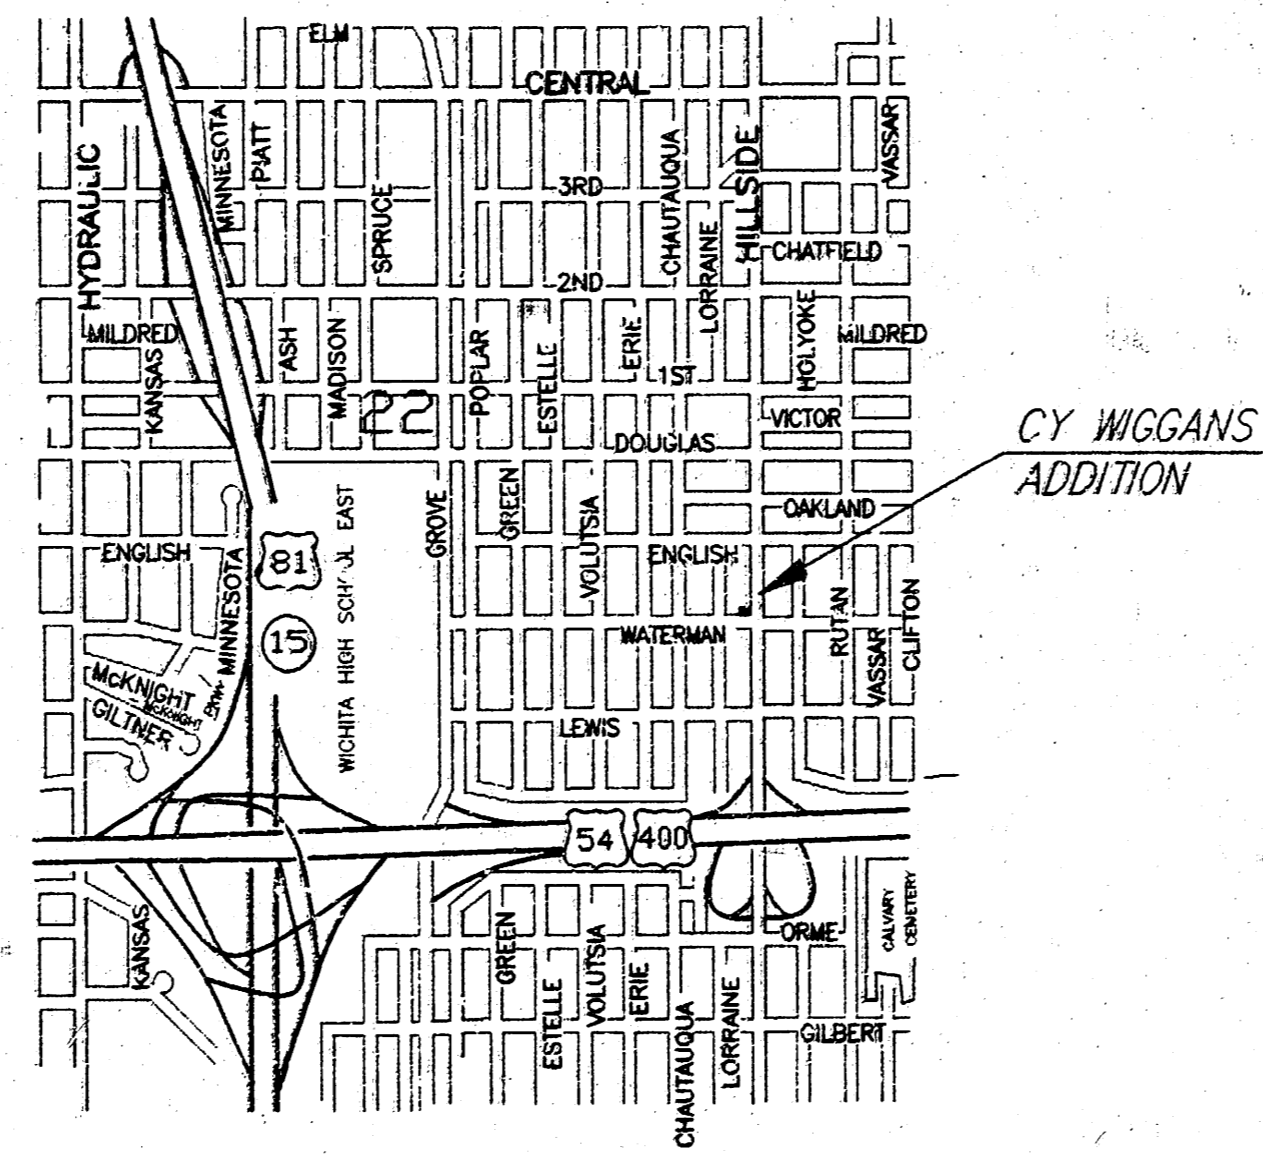 ELM
CENTRAL
HYDRAULIC
MINNESOTA
PIATT
SPRUCE
3RD
CHAUTAUQUA
HILLSIDE
VASSAR
LORRAINE
CHATFIELD
2ND
MILDRED
KANSAS
ASH
MADISON
POPLAR
ESTELLE
ERIE
1ST
HOLYOKE
MILDRED
22
VICTOR
DOUGLAS
CY WIGGANS
ADDITION
GROVE
GREEN
VOLUTSIA
OAKLAND
ENGLISH
MINNESOTA
81
WICHITA HIGH SCHOOL EAST
ENGLISH
15
WATERMAN
RUTAN
VASSAR
CLIFTON
McKNIGHT
McKNIGHT PKW
GILTNER
LEWIS
54
400
KANSAS
GREEN
ESTELLE
VOLUTSIA
ERIE
CHAUTAUQUA
LORRAINE
ORME
CALVARY
CEMETERY
GILBERT